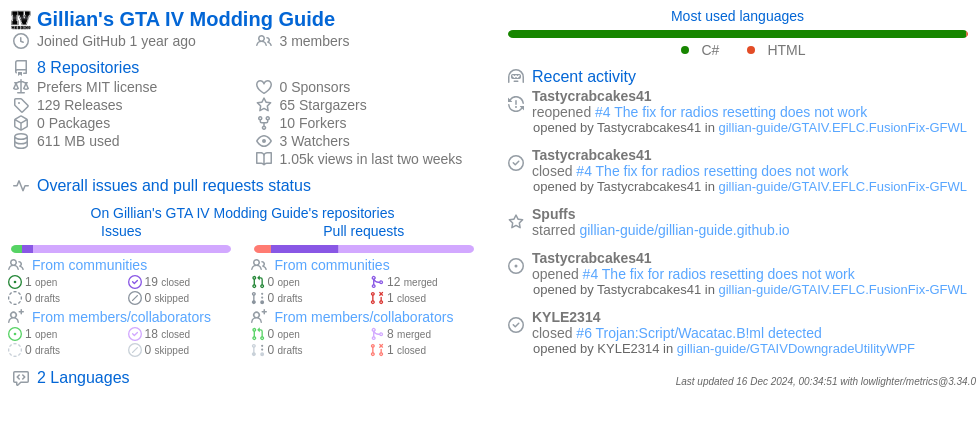 Gillian's GTA IV Modding Guide
Joined GitHub 1 year ago
3 members
8 Repositories
Prefers MIT license
129 Releases
0 Packages
611 MB used
0 Sponsors
65 Stargazers
10 Forkers
3 Watchers
1.05k views in last two weeks
Overall issues and pull requests status
On Gillian's GTA IV Modding Guide's repositories
Issues
From communities
1 open
19 closed
0 drafts
0 skipped
From members/collaborators
1 open
18 closed
0 drafts
0 skipped
Pull requests
From communities
0 open
12 merged
0 drafts
1 closed
From members/collaborators
0 open
8 merged
0 drafts
1 closed
2 Languages
Most used languages
C# HTML
Recent activity
Tastycrabcakes41
reopened #4 The fix for radios resetting does not work
opened by Tastycrabcakes41 in gillian-guide/GTAIV.EFLC.FusionFix-GFWL
Tastycrabcakes41
closed #4 The fix for radios resetting does not work
opened by Tastycrabcakes41 in gillian-guide/GTAIV.EFLC.FusionFix-GFWL
Spuffs
starred gillian-guide/gillian-guide.github.io
Tastycrabcakes41
opened #4 The fix for radios resetting does not work
opened by Tastycrabcakes41 in gillian-guide/GTAIV.EFLC.FusionFix-GFWL
KYLE2314
closed #6 Trojan:Script/Wacatac.B!ml detected
opened by KYLE2314 in gillian-guide/GTAIVDowngradeUtilityWPF
Last updated 16 Dec 2024, 00:34:51 with lowlighter/metrics@3.34.0